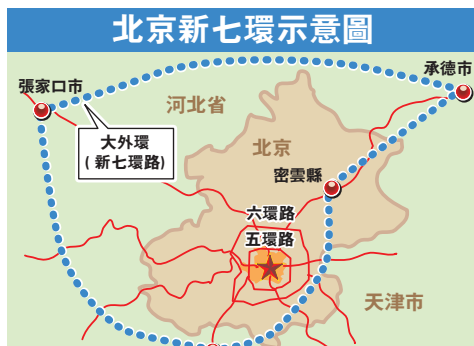 北京新七環示意圖
承德市
張家口市
河北省
大外環
(新七環路)
北京
密雲縣
六環路
五環路
天津市